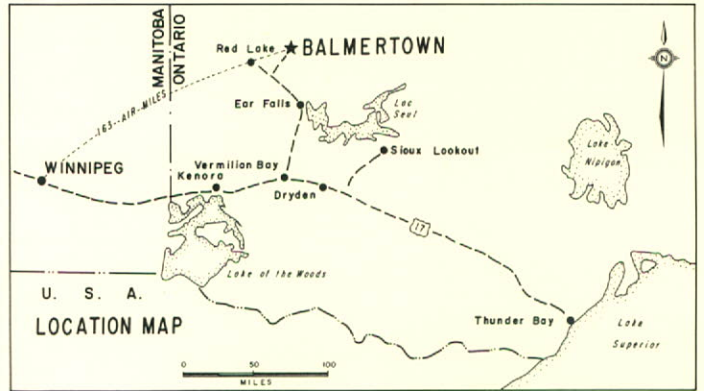 MANITOBA
ONTARIO
Red Lake
BALMERTOWN
N
163 AIR MILES
Ear Falls
Lac
Seul
Sioux Lookout
Lake
Nipigon
WINNIPEG
Vermilion Bay
Kenora
Dryden
17
Lake of the Woods
U. S. A.
LOCATION MAP
Thunder Bay
Lake
Superior
0 50 100
MILES